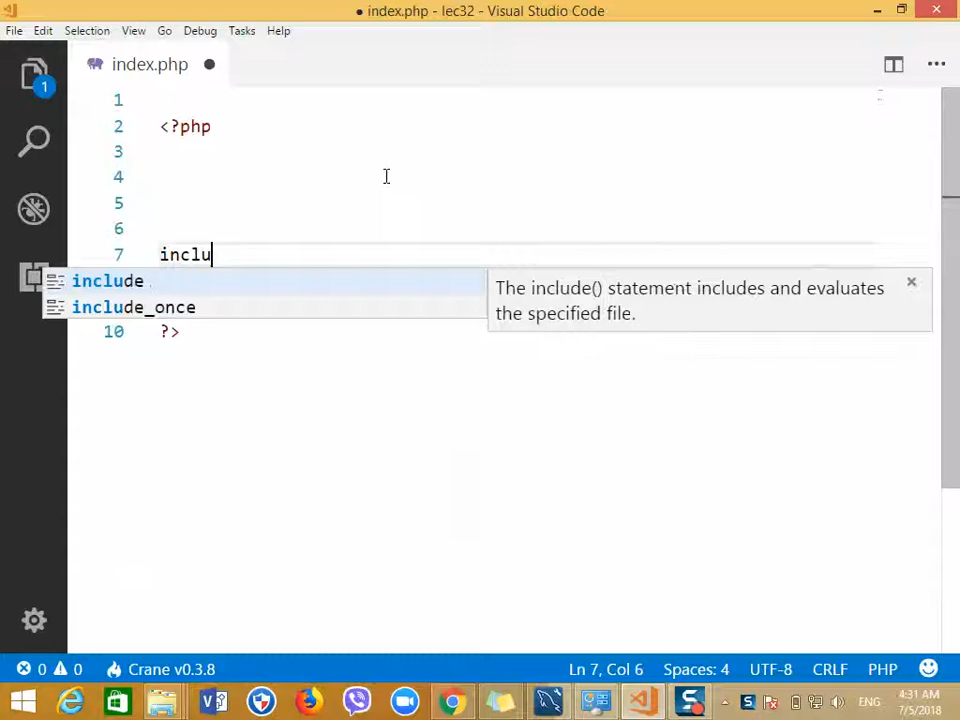 ● index.php - lec32 - Visual Studio Code
File Edit Selection View Go Debug Tasks Help
1
index.php ●
1
2 <?php
3
4
5
6
7 inclu
include
include_once
The include() statement includes and evaluates
the specified file.
10 ?>
0 0 Crane v0.3.8 Ln 7, Col 6 Spaces: 4 UTF-8 CRLF PHP
ENG
4:31 AM
7/5/2018